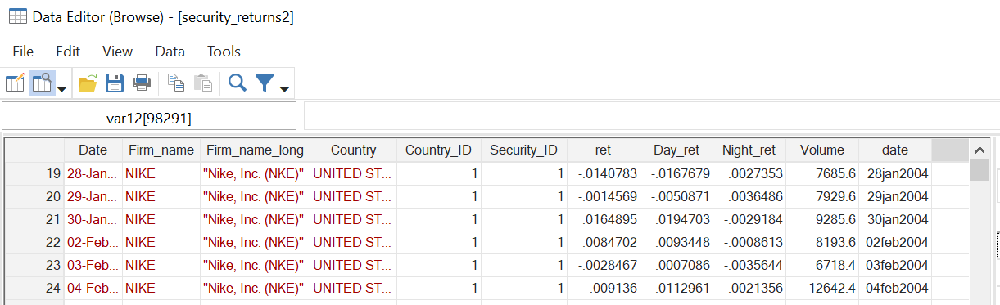 Data Editor (Browse) - [security_returns2]
File Edit View Data Tools
var12[98291]
Date Firm_name Firm_name_long Country Country_ID Security_ID ret Day_ret Night_ret Volume date
19 28-Jan... NIKE "Nike, Inc. (NKE)" UNITED ST... 1 1 -.0140783 -.0167679 .0027353 7685.6 28jan2004
20 29-Jan... NIKE "Nike, Inc. (NKE)" UNITED ST... 1 1 -.0014569 -.0050871 .0036486 7929.6 29jan2004
21 30-Jan... NIKE "Nike, Inc. (NKE)" UNITED ST... 1 1 .0164895 .0194703 -.0029184 9285.6 30jan2004
22 02-Feb... NIKE "Nike, Inc. (NKE)" UNITED ST... 1 1 .0084702 .0093448 -.0008613 8193.6 02feb2004
23 03-Feb... NIKE "Nike, Inc. (NKE)" UNITED ST... 1 1 -.0028467 .0007086 -.0035644 6718.4 03feb2004
24 04-Feb... NIKE "Nike, Inc. (NKE)" UNITED ST... 1 1 .009136 .0112961 -.0021356 12642.4 04feb2004